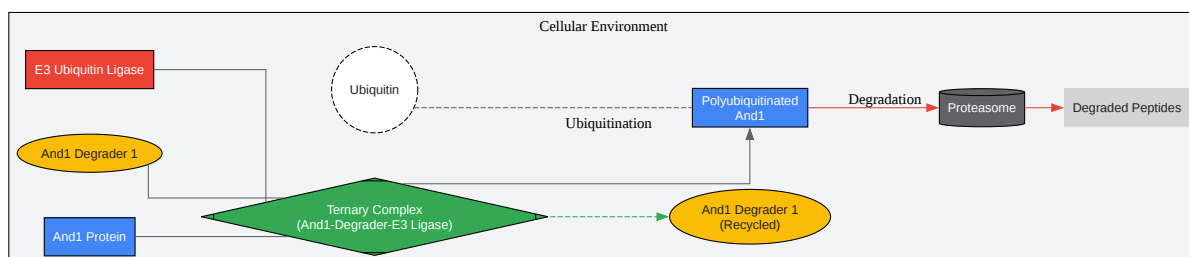 Cellular Environment
E3 Ubiquitin Ligase
Ubiquitin
Polyubiquitinated
And1
Degradation
Proteasome
Degraded Peptides
Ubiquitination
And1 Degrader 1
Ternary Complex
(And1-Degrader-E3 Ligase)
And1 Degrader 1
(Recycled)
And1 Protein